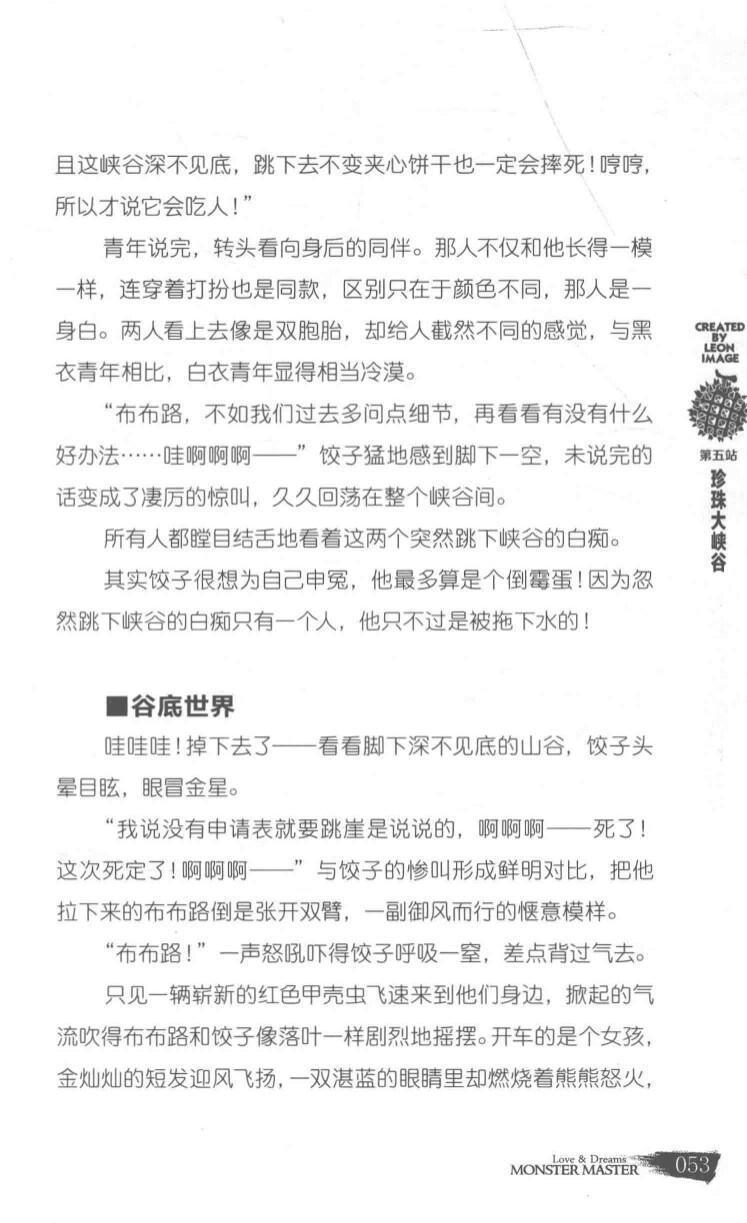 且这峡谷深不见底，跳下去不变夹心饼干也一定会摔死！哼哼，
所以才说它会吃人！”
青年说完，转头看向身后的同伴。那人不仅和他长得一模
一样，连穿着打扮也是同款，区别只在于颜色不同，那人是一
身白。两人看上去像是双胞胎，却给人截然不同的感觉，与黑
衣青年相比，白衣青年显得相当冷漠。
“布布路，不如我们过去多问点细节，再看看有没有什么
好办法……哇啊啊啊——”饺子猛地感到脚下一空，未说完的
话变成了凄厉的惊叫，久久回荡在整个峡谷间。
所有人都瞠目结舌地看着这两个突然跳下峡谷的白痴。
其实饺子很想为自己申冤，他最多算是个倒霉蛋！因为忽
然跳下峡谷的白痴只有一个人，他只不过是被拖下水的！
■谷底世界
哇哇哇！掉下去了——看看脚下深不见底的山谷，饺子头
晕目眩，眼冒金星。
“我说没有申请表就要跳崖是说说的，啊啊啊——死了！
这次死定了！啊啊啊——”与饺子的惨叫形成鲜明对比，把他
拉下来的布布路倒是张开双臂，一副御风而行的惬意模样。
“布布路！”一声怒吼吓得饺子呼吸一窒，差点背过气去。
只见一辆崭新的红色甲壳虫飞速来到他们身边，掀起的气
流吹得布布路和饺子像落叶一样剧烈地摇摆。开车的是个女孩，
金灿灿的短发迎风飞扬，一双湛蓝的眼睛里却燃烧着熊熊怒火，
CREATED
BY
LEON
IMAGE
第五站
珍珠大峡谷
Love & Dreams
MONSTER MASTER
053